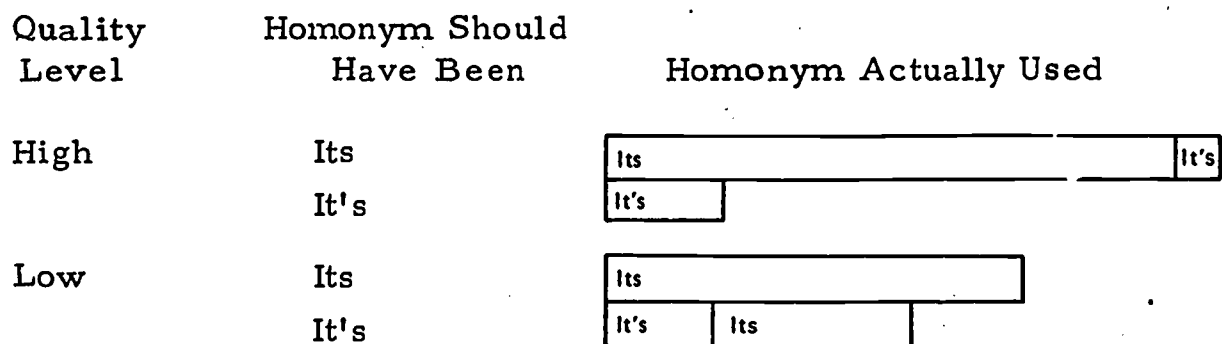 Quality Homonym Should
Level Have Been Homonym Actually Used
High Its Its It's
It's It's
Low Its Its
It's It's Its